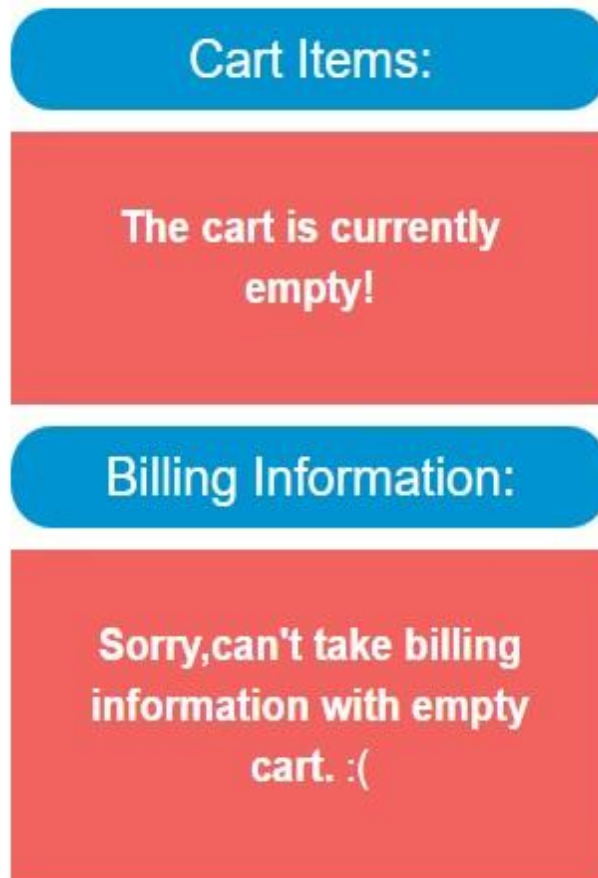 Cart Items:
The cart is currently
empty!
Billing Information:
Sorry,can't take billing
information with empty
cart. :(